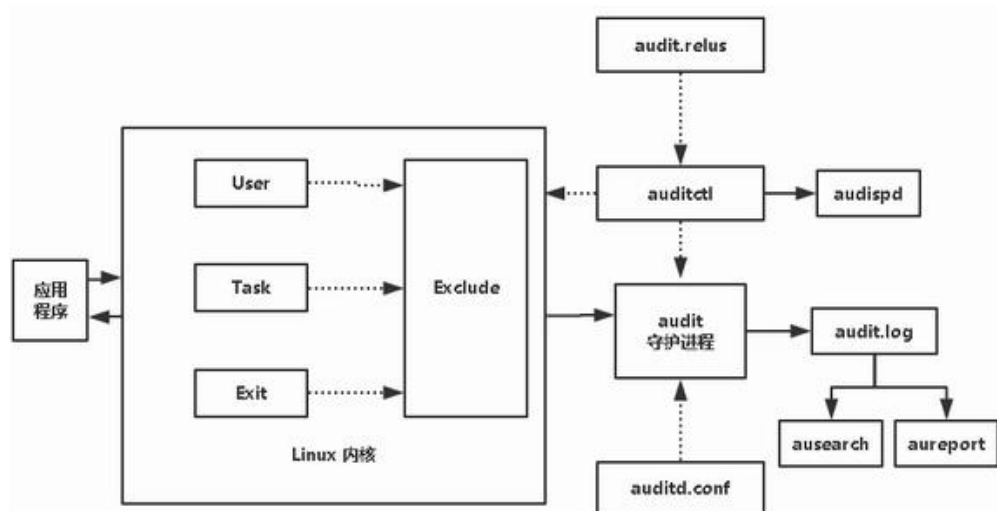 audit.relus
User
auditctl
audispd
应用
程序
Task
Exclude
audit
守护进程
audit.log
Exit
Linux 内核
ausearch
aureport
auditd.conf